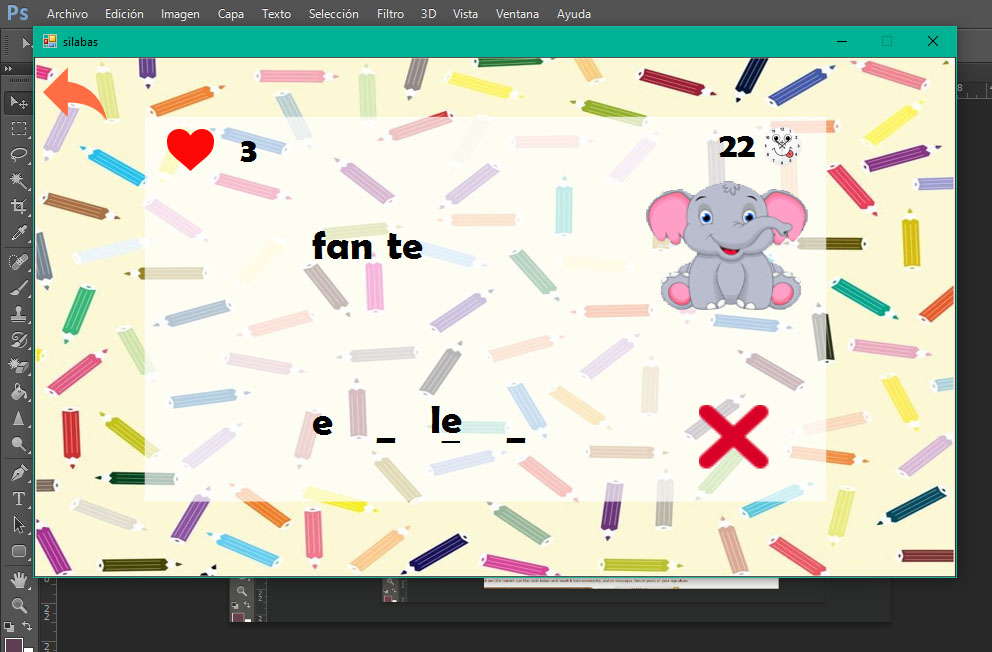 Ps Archivo Edición Imagen Capa Texto Selección Filtro 3D Vista Ventana Ayuda
silabas
3
22
fan te
e _ le _